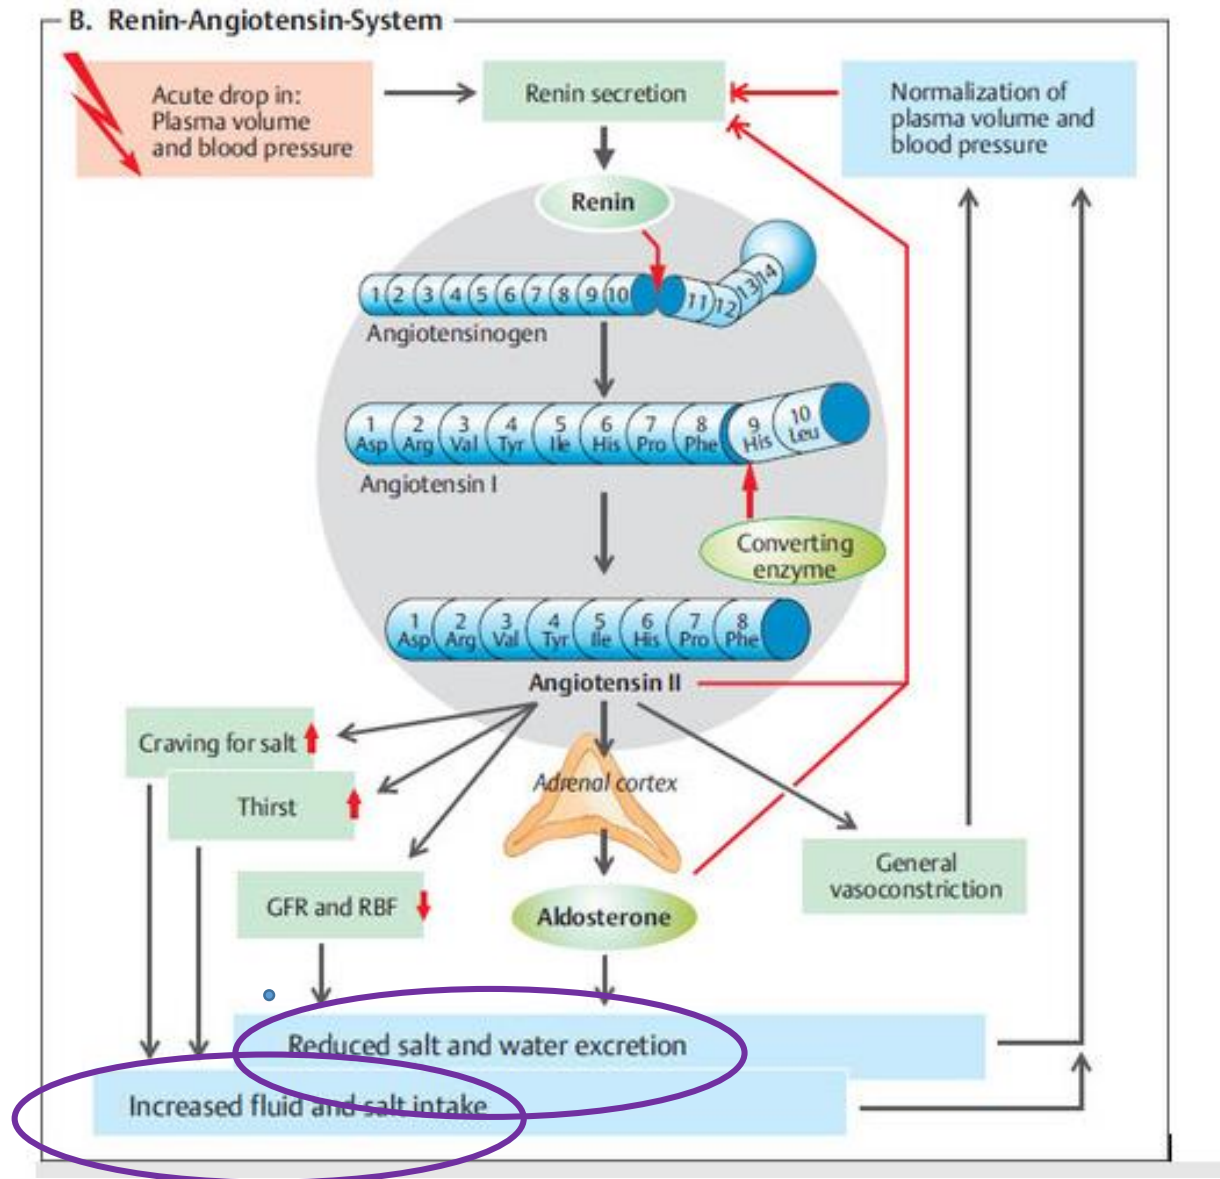 B. Renin-Angiotensin-System
Acute drop in:
Plasma volume
and blood pressure
Renin secretion
Normalization of
plasma volume and
blood pressure
Renin
1 2 3 4 5 6 7 8 9 10 11 12 13 14
Angiotensinogen
1 2 3 4 5 6 7 8 9 10
Asp Arg Val Tyr Ile His Pro Phe His Leu
Angiotensin I
Converting
enzyme
1 2 3 4 5 6 7 8
Asp Arg Val Tyr Ile His Pro Phe
Angiotensin II
Craving for salt
Thirst
GFR and RBF
Adrenal cortex
Aldosterone
General
vasoconstriction
Reduced salt and water excretion
Increased fluid and salt intake